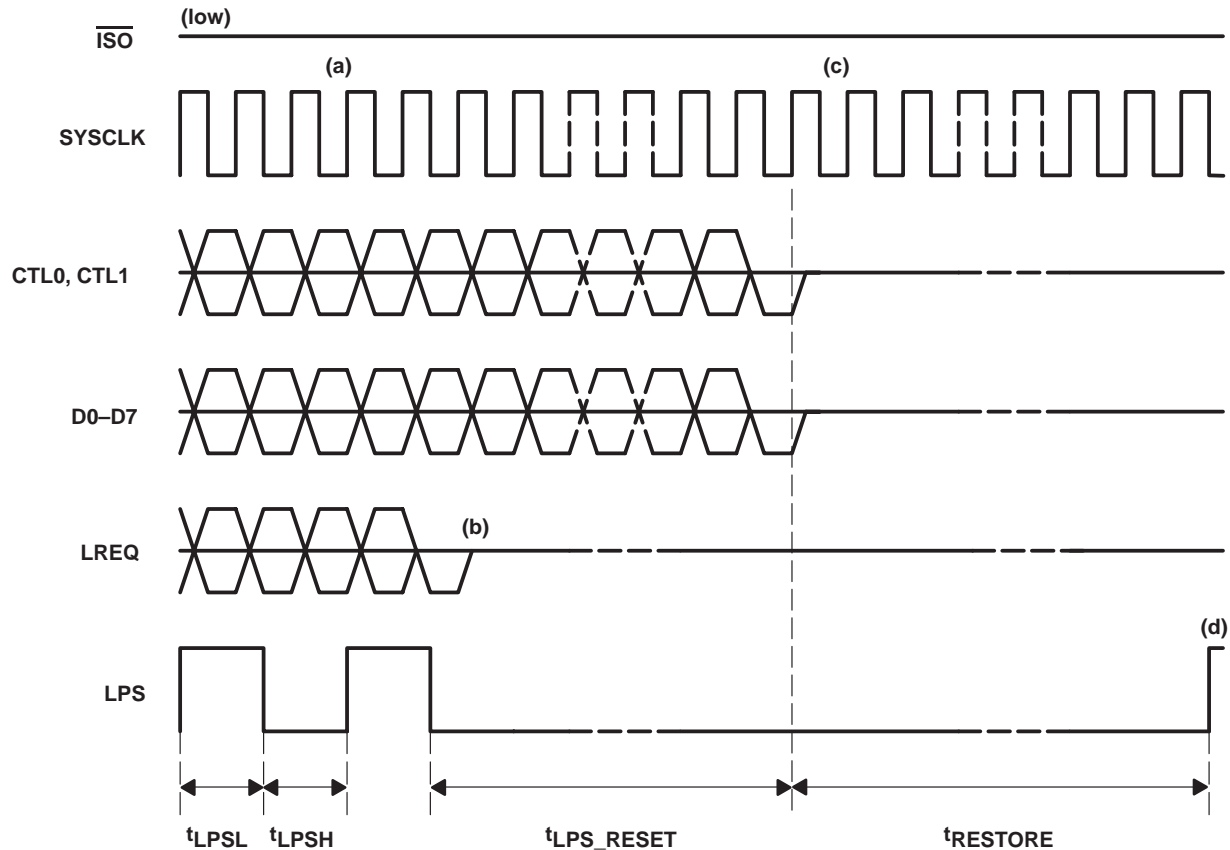 (low)
ISO
(a) (c)
SYSCLK
CTL0, CTL1
D0–D7
(b)
LREQ
(d)
LPS
tLPSL tLPSH tLPS_RESET tRESTORE